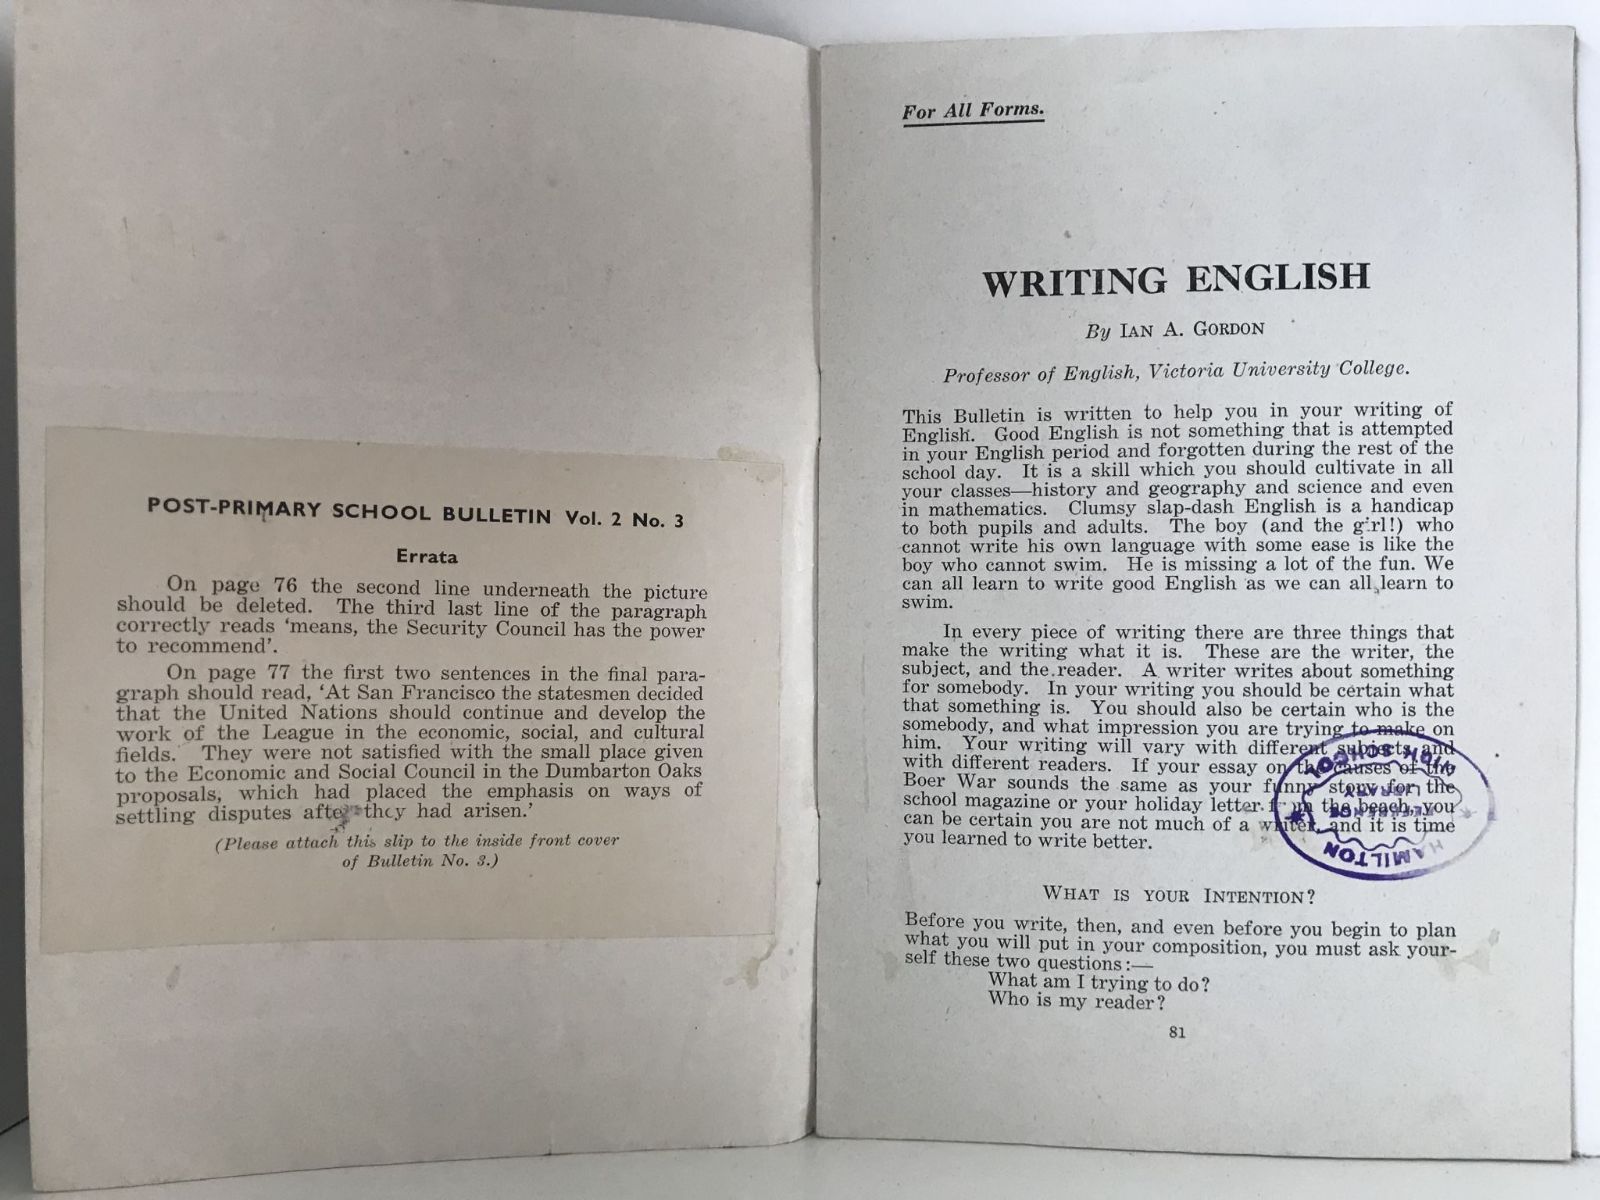 POST-PRIMARY SCHOOL BULLETIN Vol. 2 No. 3
Errata
On page 76 the second line underneath the picture
should be deleted. The third last line of the paragraph
correctly reads ‘means, the Security Council has the power
to recommend’.
On page 77 the first two sentences in the final para-
graph should read, ‘At San Francisco the statesmen decided
that the United Nations should continue and develop the
work of the League in the economic, social, and cultural
fields. They were not satisfied with the small place given
to the Economic and Social Council in the Dumbarton Oaks
proposals, which had placed the emphasis on ways of
settling disputes after they had arisen.’
(Please attach this slip to the inside front cover
of Bulletin No. 3.)
For All Forms.
WRITING ENGLISH
By IAN A. GORDON
Professor of English, Victoria University College.
This Bulletin is written to help you in your writing of
English. Good English is not something that is attempted
in your English period and forgotten during the rest of the
school day. It is a skill which you should cultivate in all
your classes—history and geography and science and even
in mathematics. Clumsy slap-dash English is a handicap
to both pupils and adults. The boy (and the girl!) who
cannot write his own language with some ease is like the
boy who cannot swim. He is missing a lot of the fun. We
can all learn to write good English as we can all learn to
swim.
In every piece of writing there are three things that
make the writing what it is. These are the writer, the
subject, and the reader. A writer writes about something
for somebody. In your writing you should be certain what
that something is. You should also be certain who is the
somebody, and what impression you are trying to make on
him. Your writing will vary with different subjects and
with different readers. If your essay on the causes of the
Boer War sounds the same as your funny story for the
school magazine or your holiday letter from the beach, you
can be certain you are not much of a writer, and it is time
you learned to write better.
HAMILTON
HIGH SCHOOL
REFERENCE
LIBRARY
WHAT IS YOUR INTENTION?
Before you write, then, and even before you begin to plan
what you will put in your composition, you must ask your-
self these two questions:—
What am I trying to do?
Who is my reader?
81